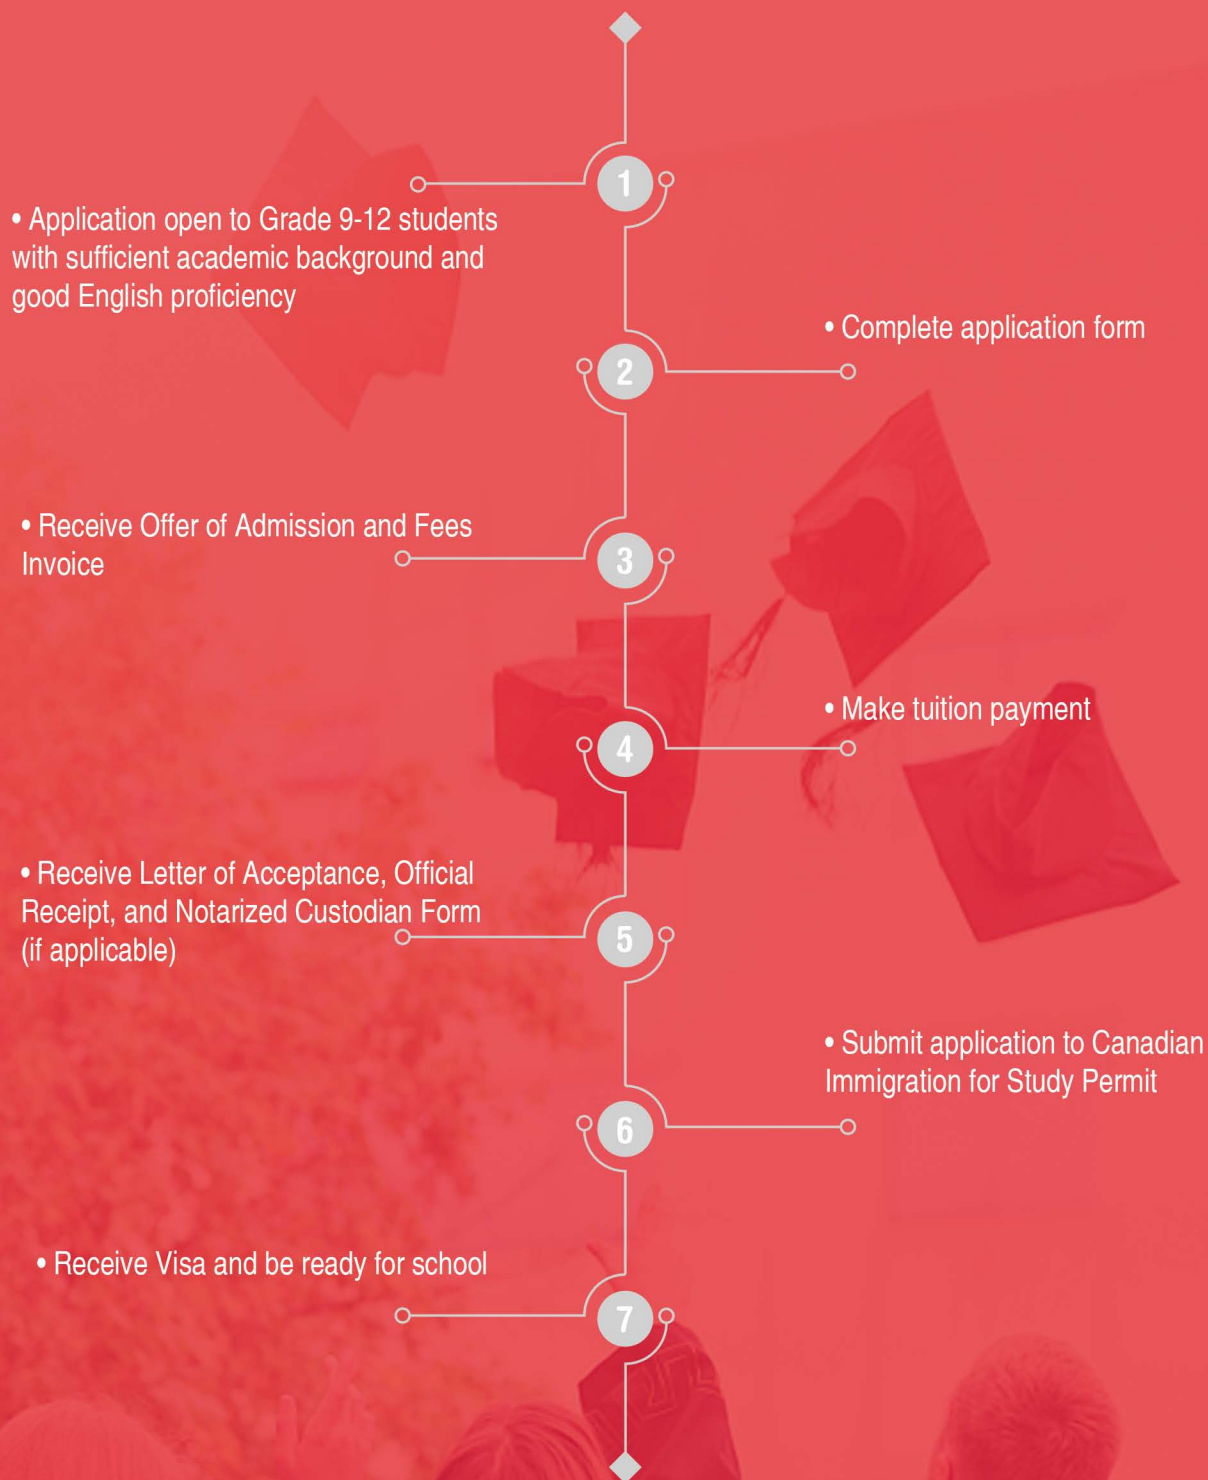 1
• Application open to Grade 9-12 students
with sufficient academic background and
good English proficiency
2
• Complete application form
3
• Receive Offer of Admission and Fees
Invoice
4
• Make tuition payment
5
• Receive Letter of Acceptance, Official
Receipt, and Notarized Custodian Form
(if applicable)
6
• Submit application to Canadian
Immigration for Study Permit
7
• Receive Visa and be ready for school